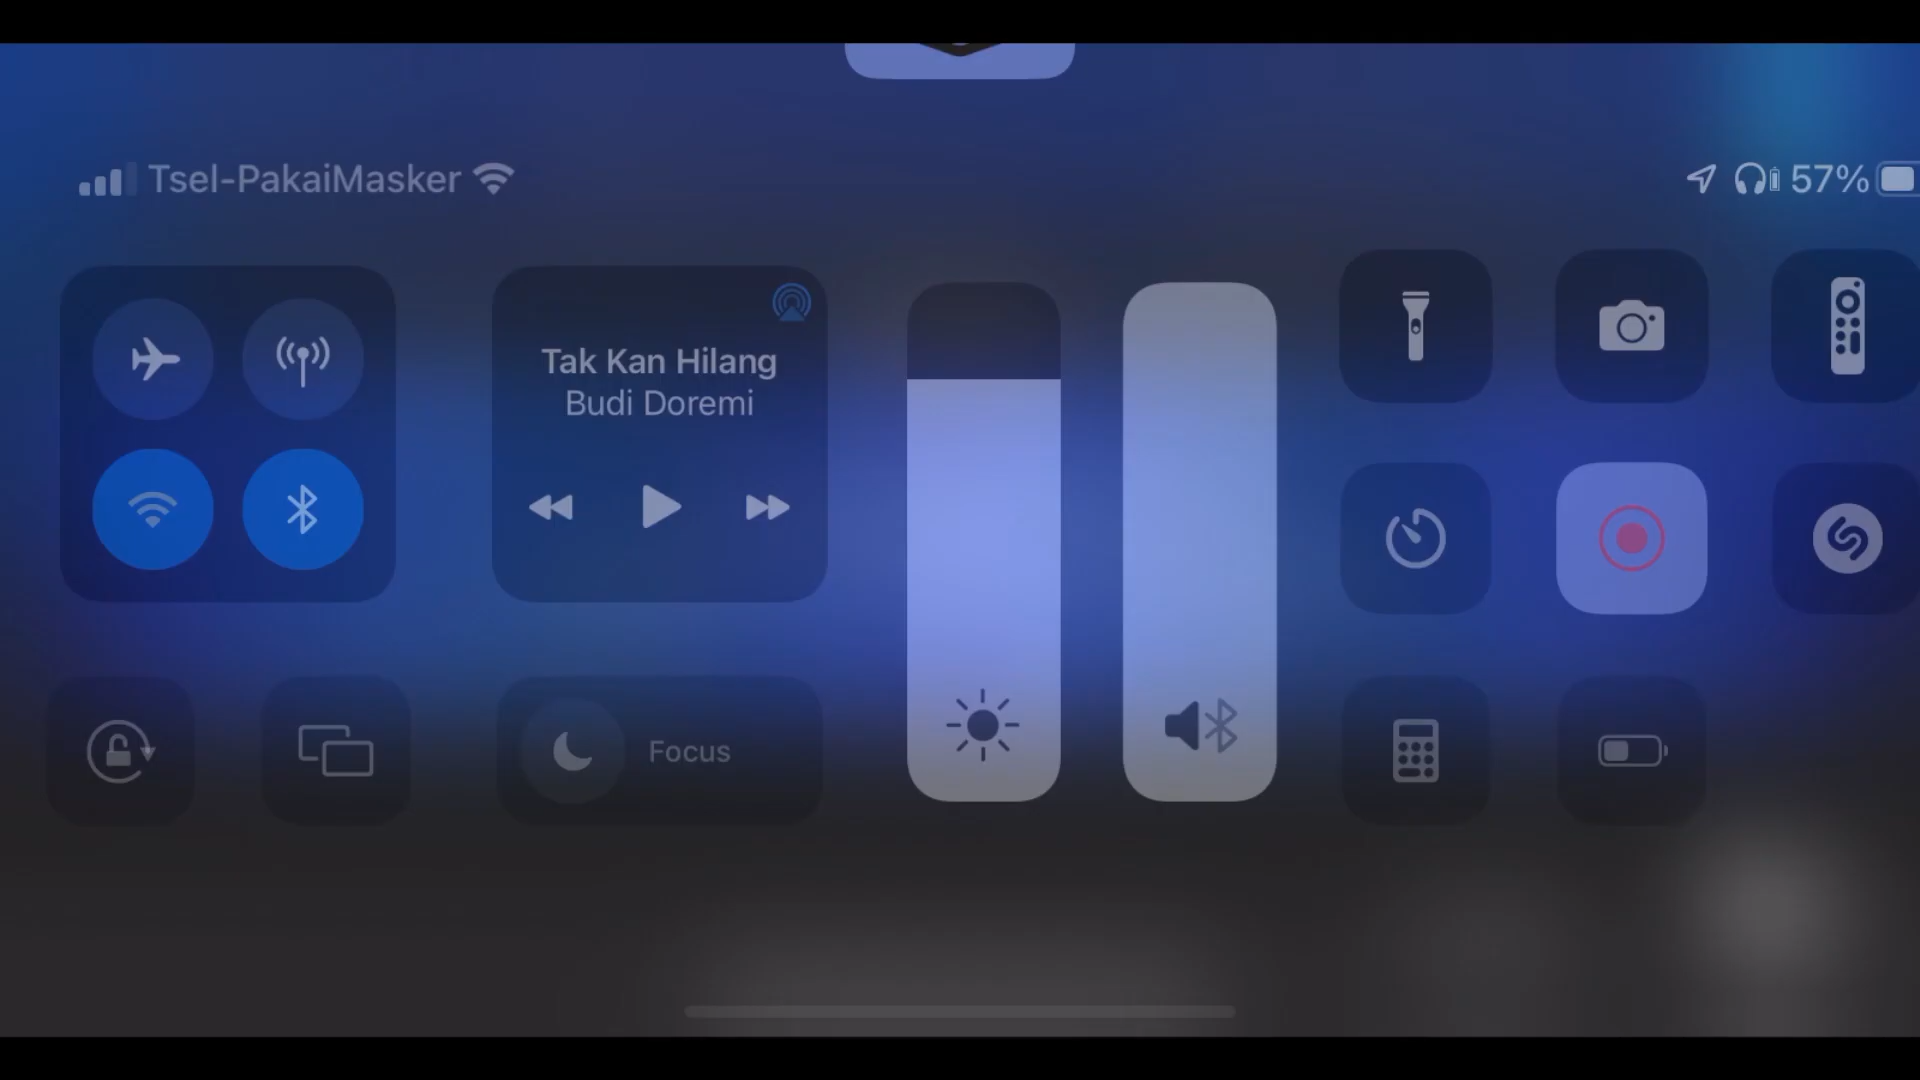 Tsel-PakaiMasker
57%
Tak Kan Hilang
Budi Doremi
Focus